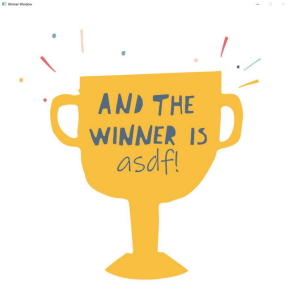 Winner Window
AND THE
WINNER IS
asdf!